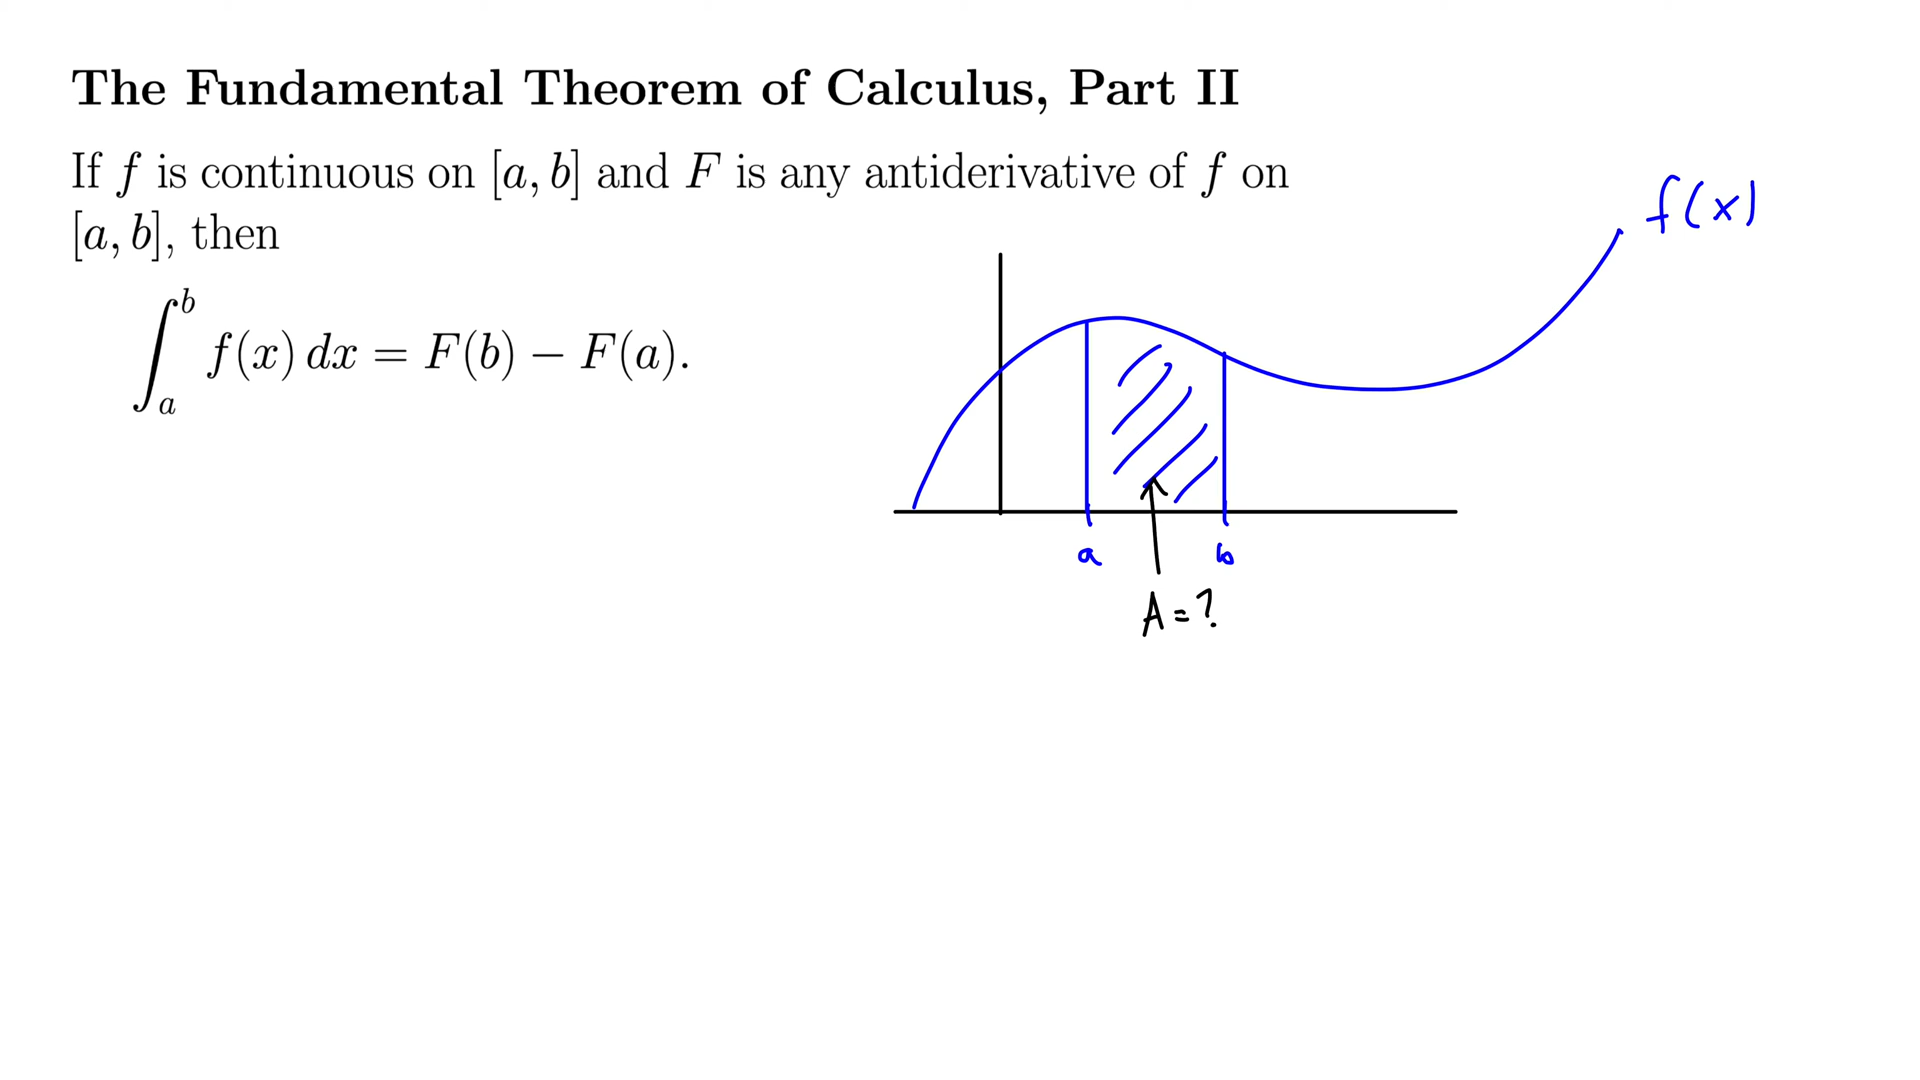 The Fundamental Theorem of Calculus, Part II
If f is continuous on [a, b] and F is any antiderivative of f on
[a, b], then
∫_a^b f(x) dx = F(b) − F(a).
f(x)
a b
A=?